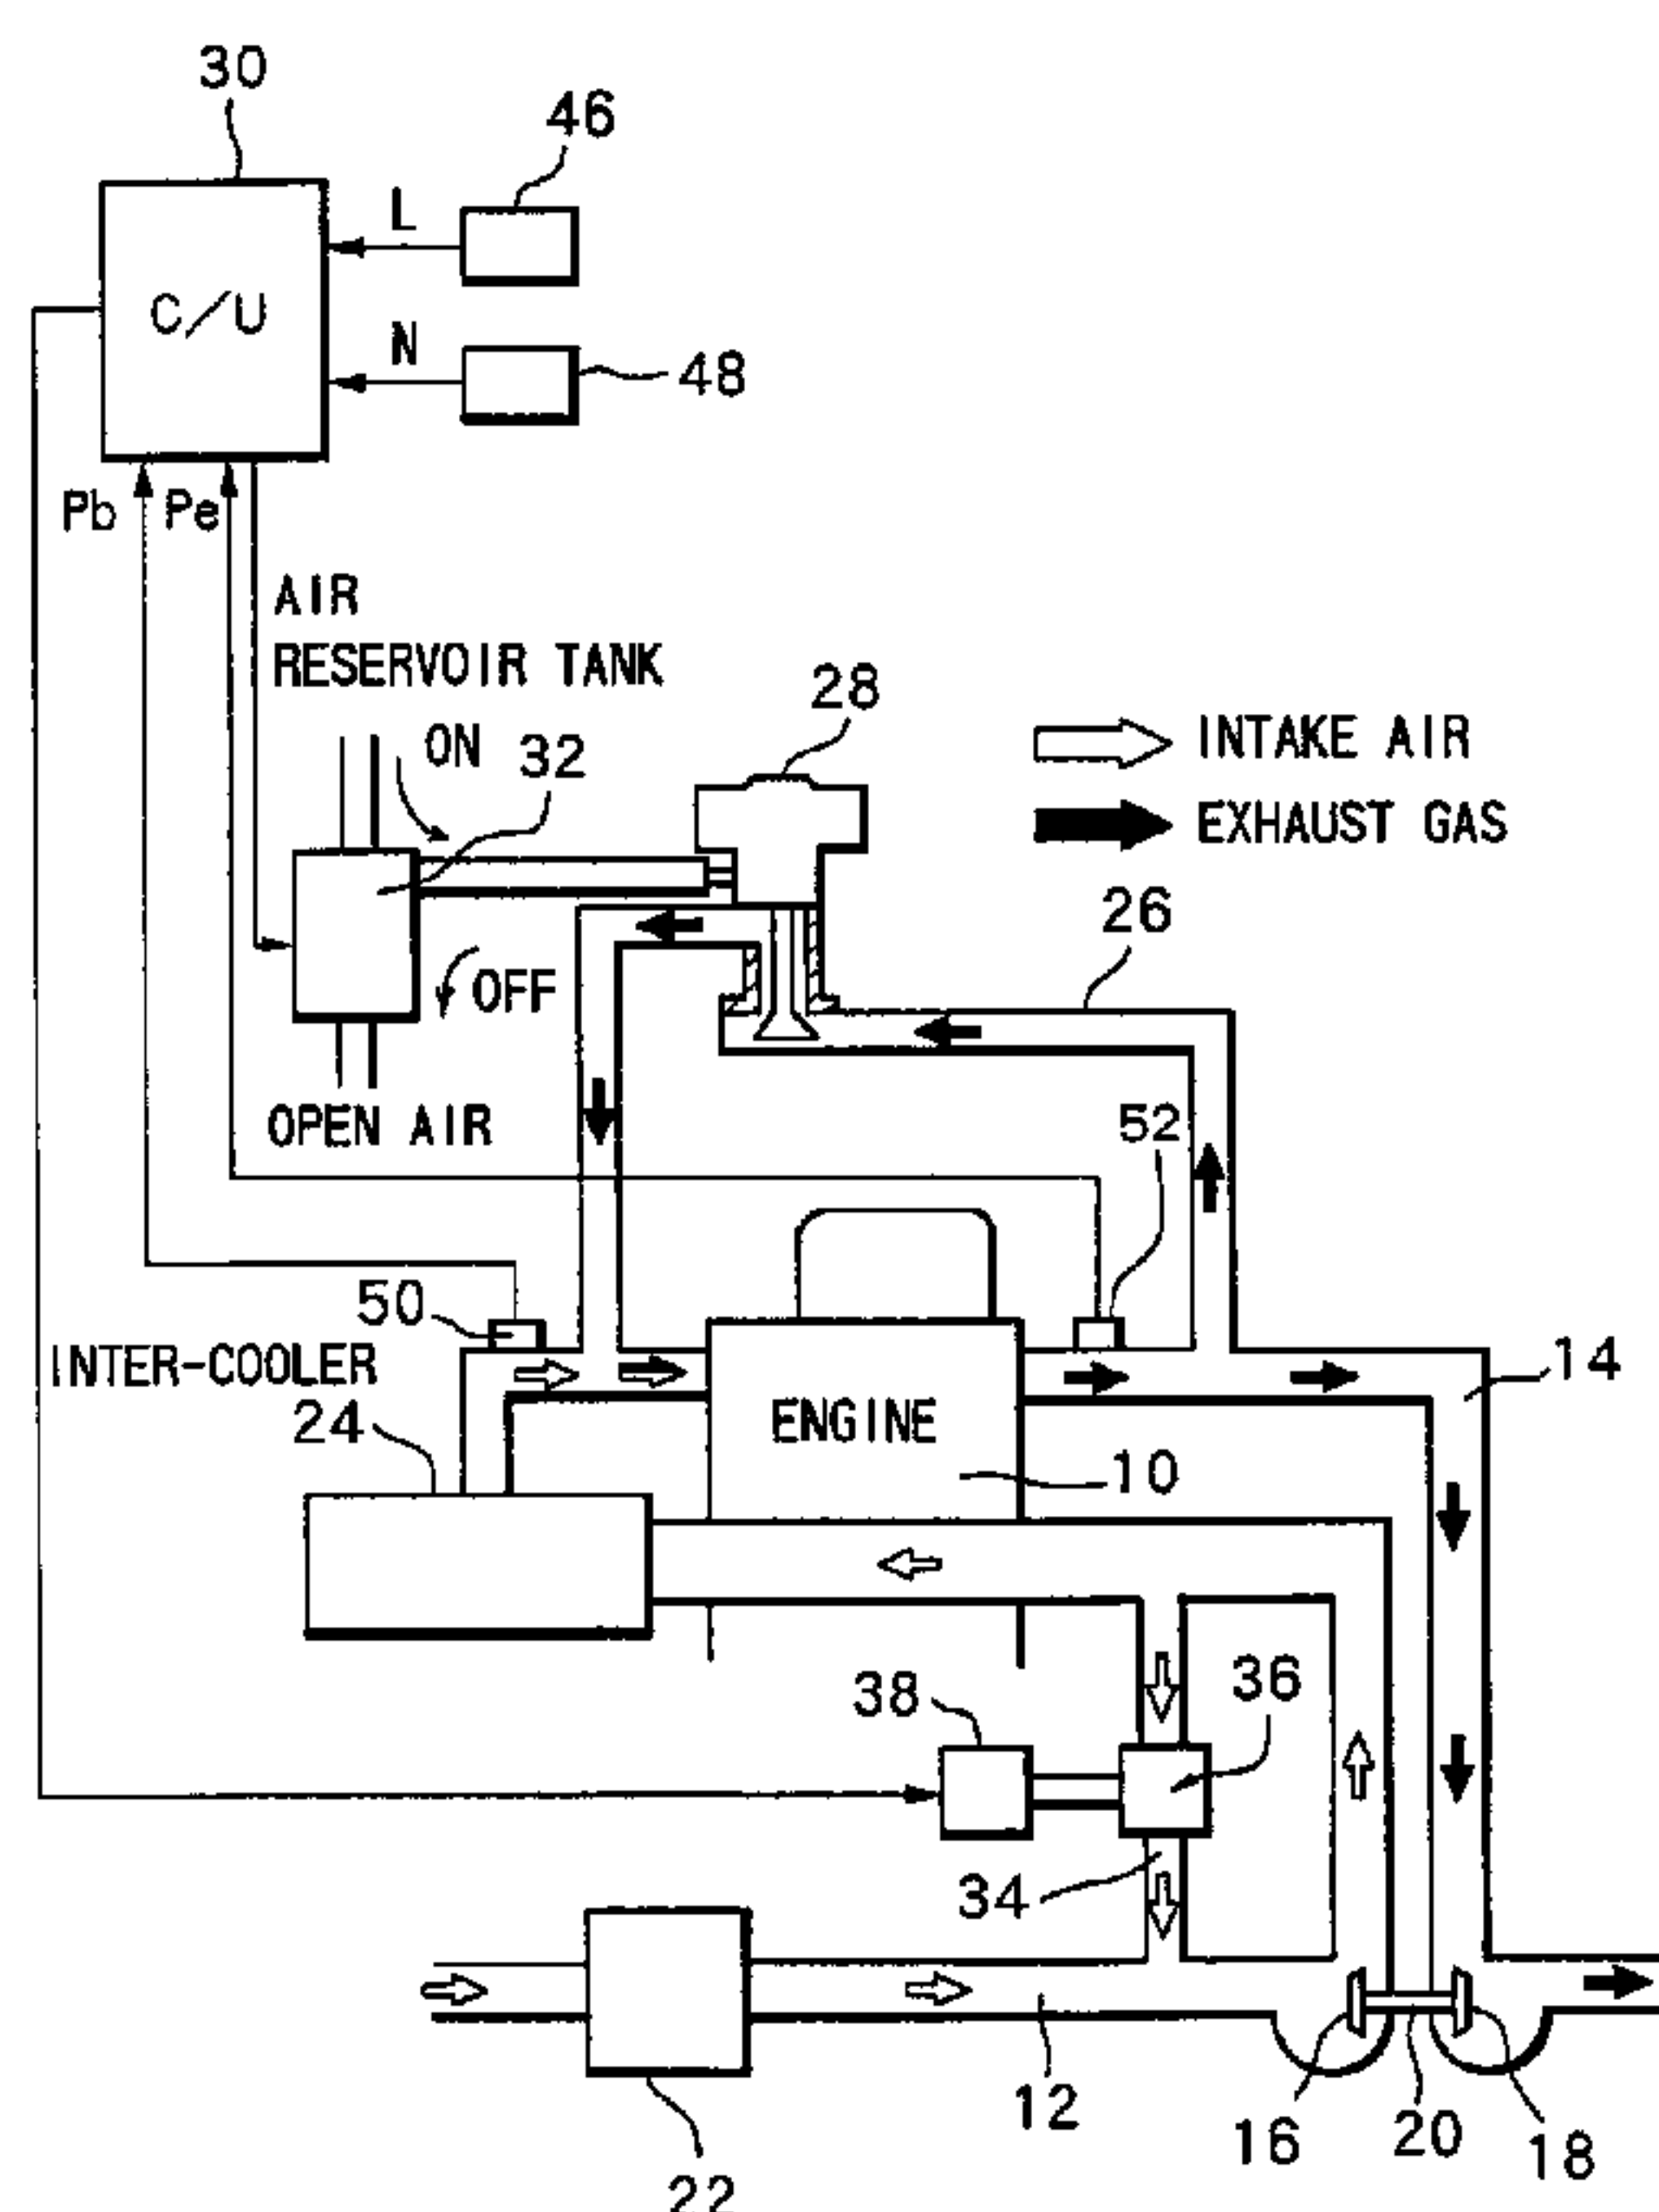 30
46
L
C/U
N
48
Pb
Pe
AIR
RESERVOIR TANK
28
ON
32
INTAKE AIR
EXHAUST GAS
26
OFF
OPEN AIR
52
50
INTER-COOLER
14
24
ENGINE
10
38
36
34
12
16
20
18
22